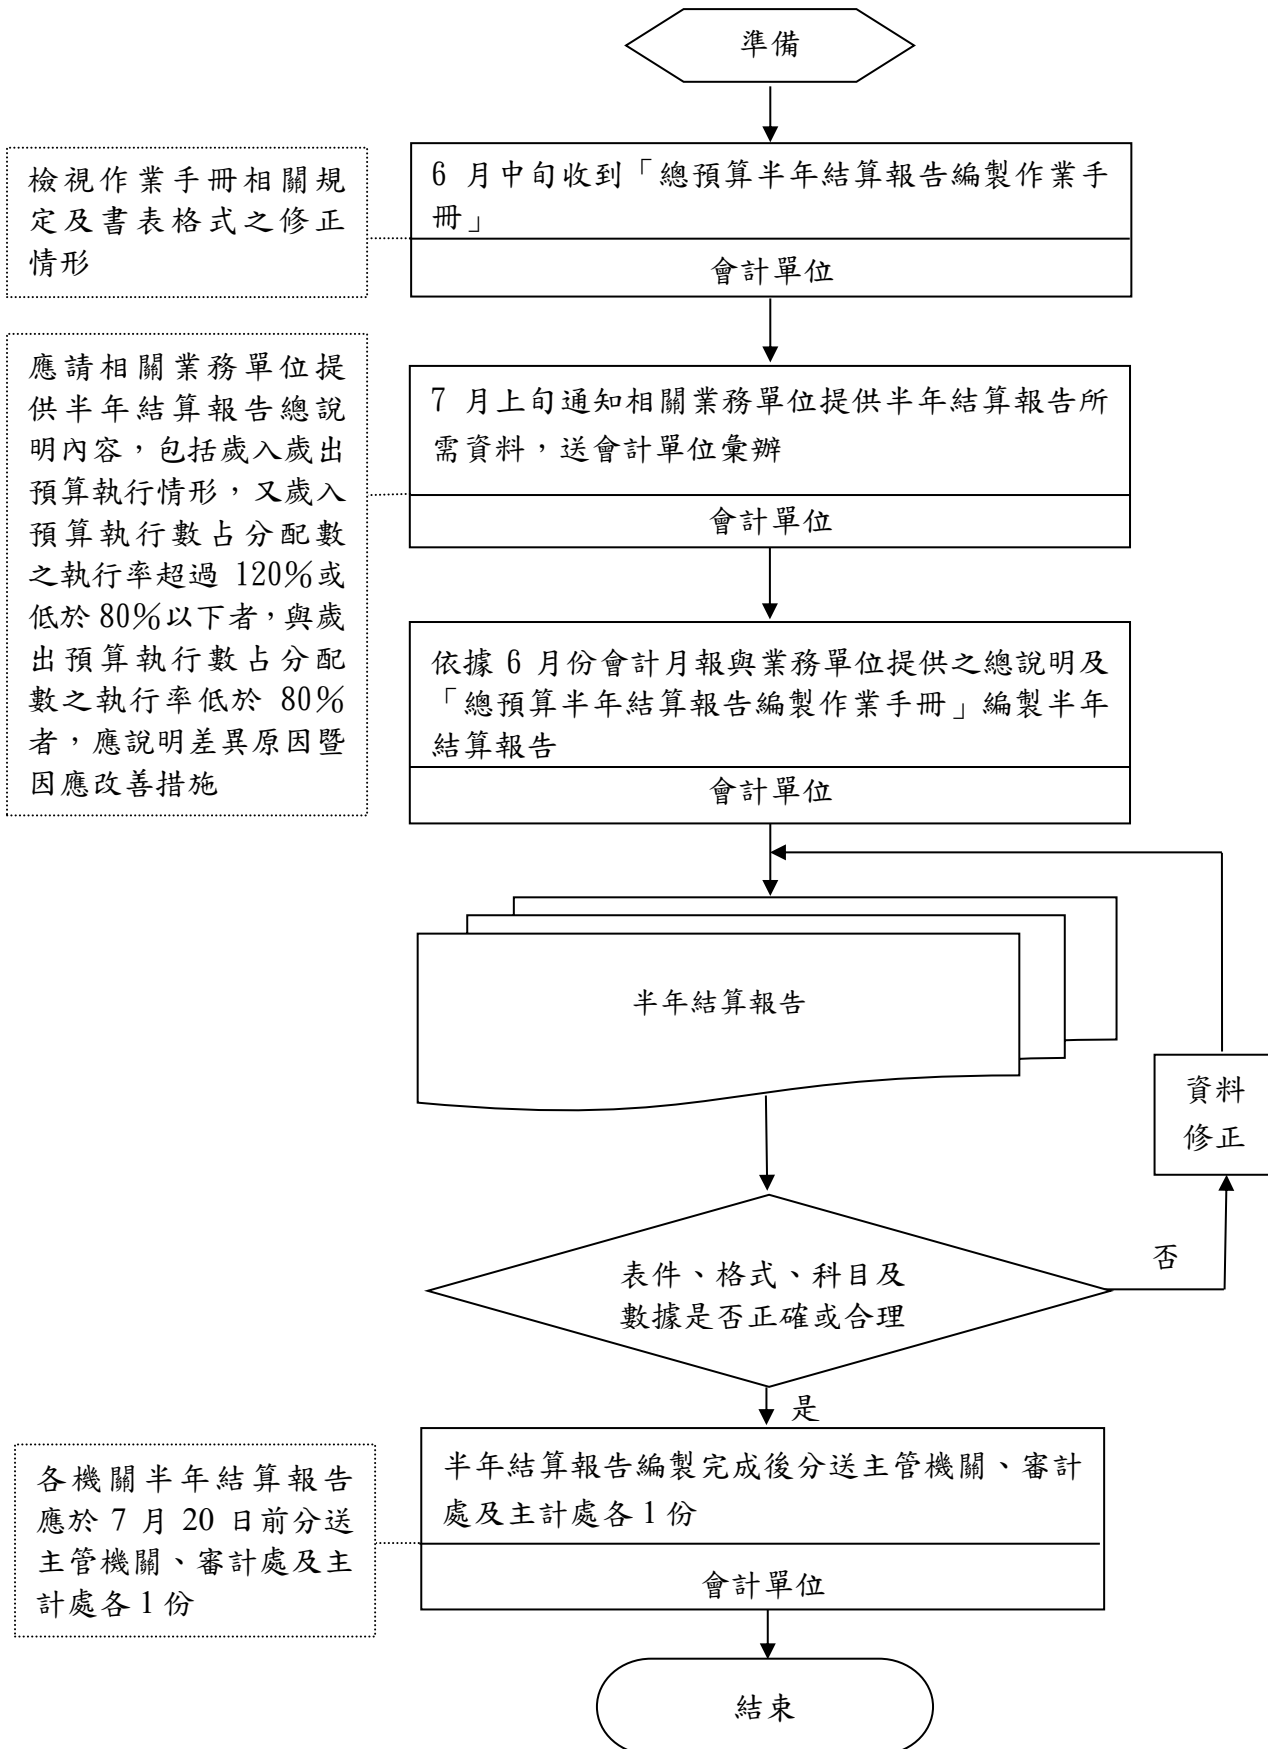 準備
檢視作業手冊相關規
定及書表格式之修正
情形
6 月中旬收到「總預算半年結算報告編製作業手
冊」
會計單位
應請相關業務單位提
供半年結算報告總說
明內容，包括歲入歲出
預算執行情形，又歲入
預算執行數占分配數
之執行率超過 120%或
低於 80%以下者，與歲
出預算執行數占分配
數之執行率低於 80%
者，應說明差異原因暨
因應改善措施
7 月上旬通知相關業務單位提供半年結算報告所
需資料，送會計單位彙辦
會計單位
依據 6 月份會計月報與業務單位提供之總說明及
「總預算半年結算報告編製作業手冊」編製半年
結算報告
會計單位
半年結算報告
資料
修正
表件、格式、科目及
數據是否正確或合理
否
是
各機關半年結算報告
應於 7 月 20 日前分送
主管機關、審計處及主
計處各 1 份
半年結算報告編製完成後分送主管機關、審計
處及主計處各 1 份
會計單位
結束